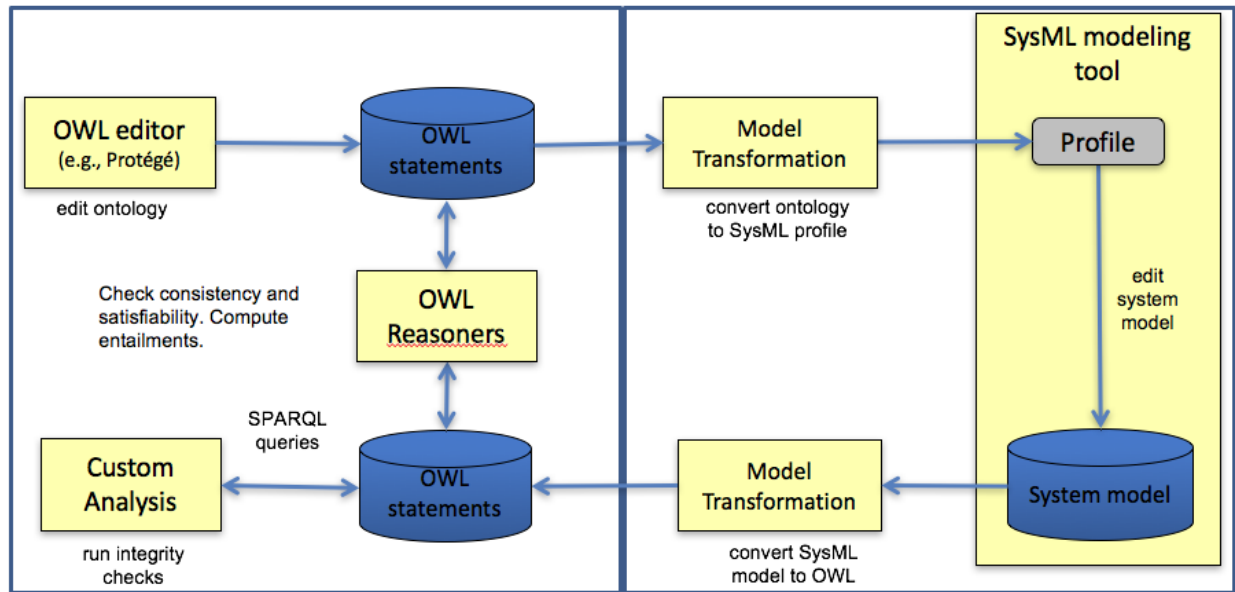 OWL editor
(e.g., Protégé)
edit ontology
OWL
statements
Check consistency and
satisfiability. Compute
entailments.
OWL
Reasoners
SPARQL
queries
Custom
Analysis
run integrity
checks
OWL
statements
Model
Transformation
convert ontology
to SysML profile
SysML modeling
tool
Profile
edit
system
model
System model
Model
Transformation
convert SysML
model to OWL